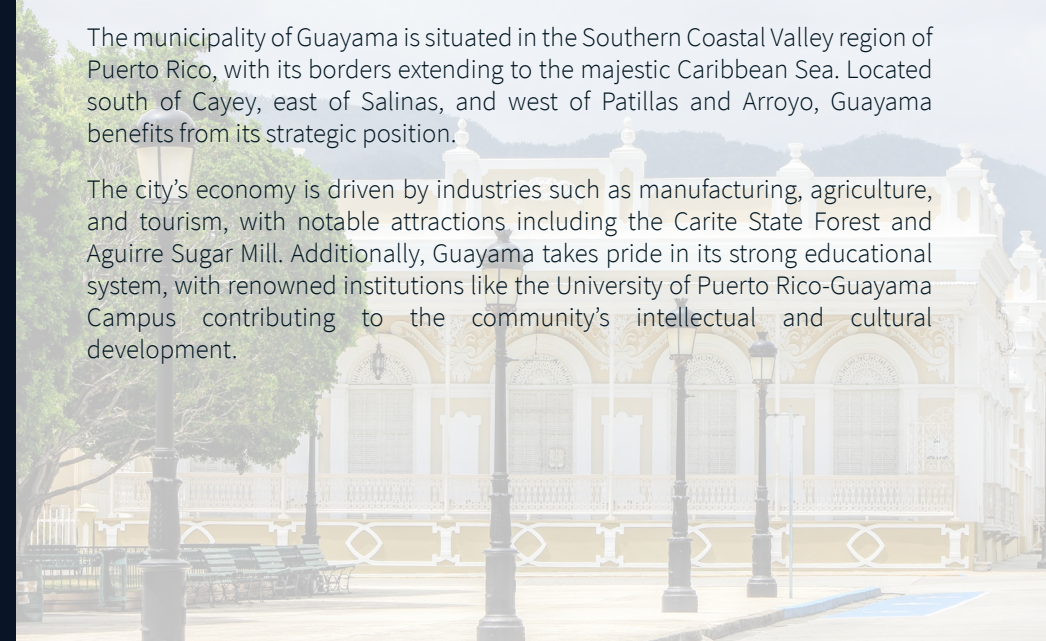 The municipality of Guayama is situated in the Southern Coastal Valley region of
Puerto Rico, with its borders extending to the majestic Caribbean Sea. Located
south of Cayey, east of Salinas, and west of Patillas and Arroyo, Guayama
benefits from its strategic position.
The city’s economy is driven by industries such as manufacturing, agriculture,
and tourism, with notable attractions including the Carite State Forest and
Aguirre Sugar Mill. Additionally, Guayama takes pride in its strong educational
system, with renowned institutions like the University of Puerto Rico-Guayama
Campus contributing to the community’s intellectual and cultural
development.